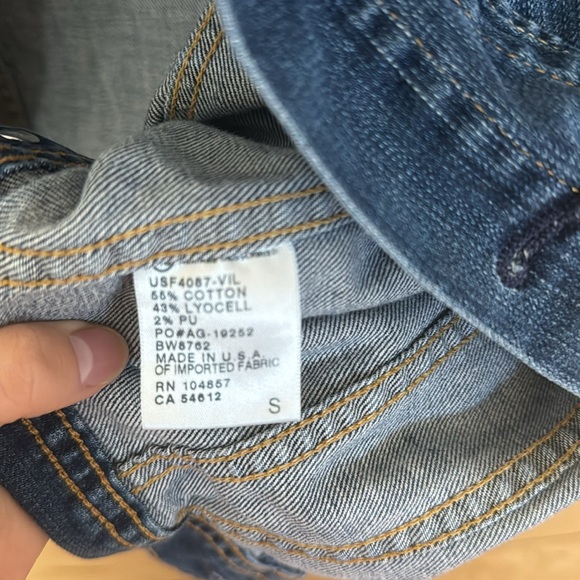 USF4087-VIL
55% COTTON
43% LYOCELL
2% PU
PO#AG-19252
BW8762
MADE IN U.S.A.
OF IMPORTED FABRIC
RN 104857
CA 54612
S